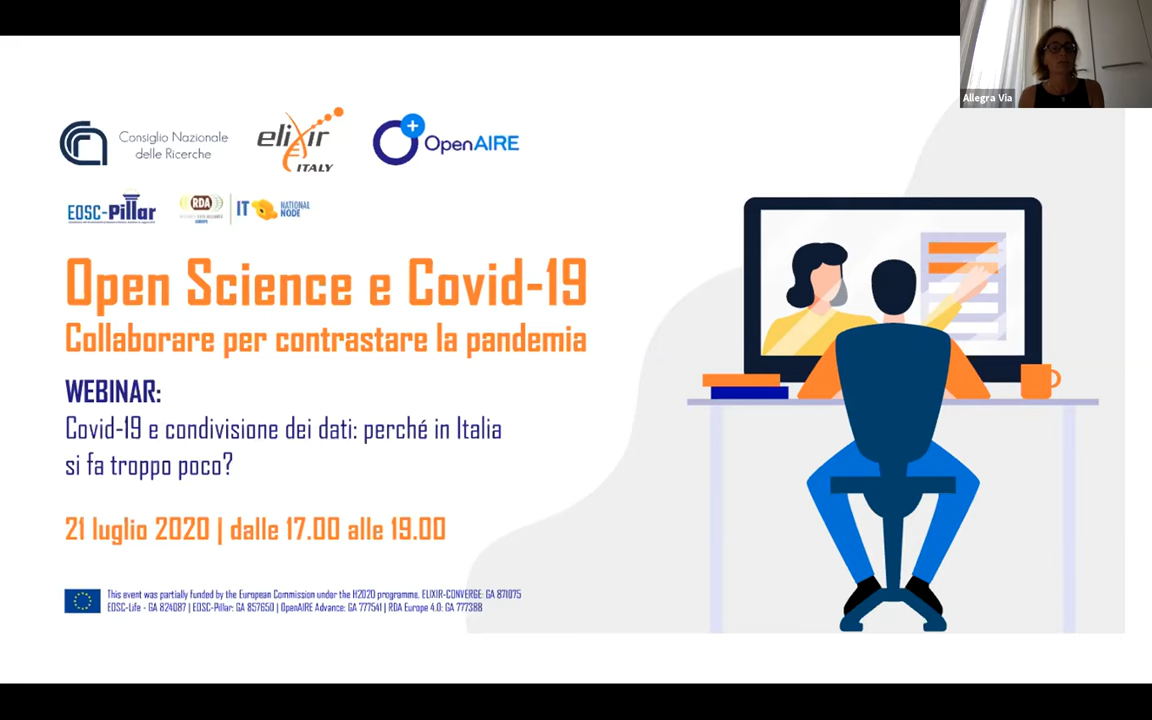 Allegra Via
Consiglio Nazionale
delle Ricerche
elixir
ITALY
OpenAIRE
EOSC-Pillar
RDA
EUROPE
IT
NATIONAL
NODE
Open Science e Covid-19
Collaborare per contrastare la pandemia
WEBINAR:
Covid-19 e condivisione dei dati: perché in Italia
si fa troppo poco?
21 luglio 2020 | dalle 17.00 alle 19.00
This event was partially funded by the European Commission under the H2020 programme. ELIXIR-CONVERGE: GA 871075
EOSC-Life - GA 824087 | EOSC-Pillar: GA 857650 | OpenAIRE Advance: GA 777541 | RDA Europe 4.0: GA 777388